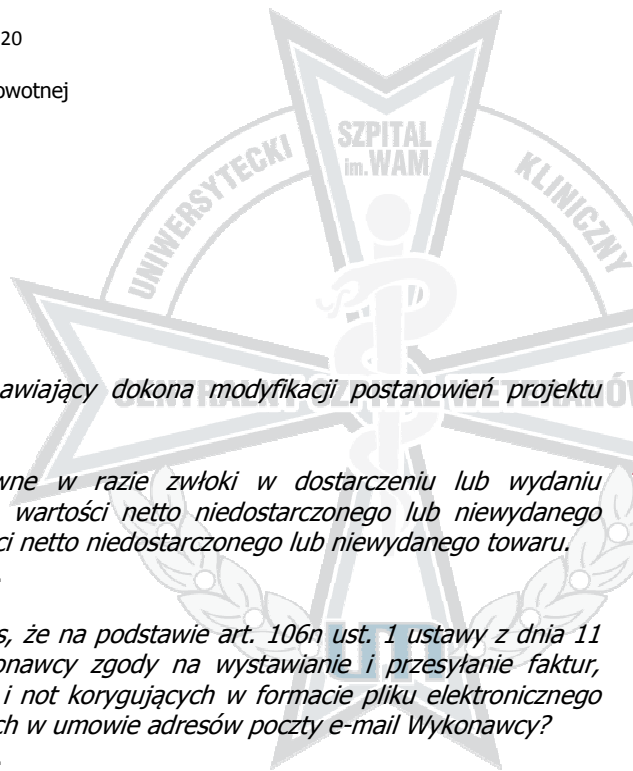 20
owotnej
SZPITAL
im. WAM
UNIWERSYTECKI
KLINICZNY
awiający dokona modyfikacji postanowień projektu
wne w razie zwłoki w dostarczeniu lub wydaniu
wartości netto niedostarczonego lub niewydanego
ci netto niedostarczonego lub niewydanego towaru.
s, że na podstawie art. 106n ust. 1 ustawy z dnia 11
onawcy zgody na wystawianie i przesyłanie faktur,
i not korygujących w formacie pliku elektronicznego
ch w umowie adresów poczty e-mail Wykonawcy?
um